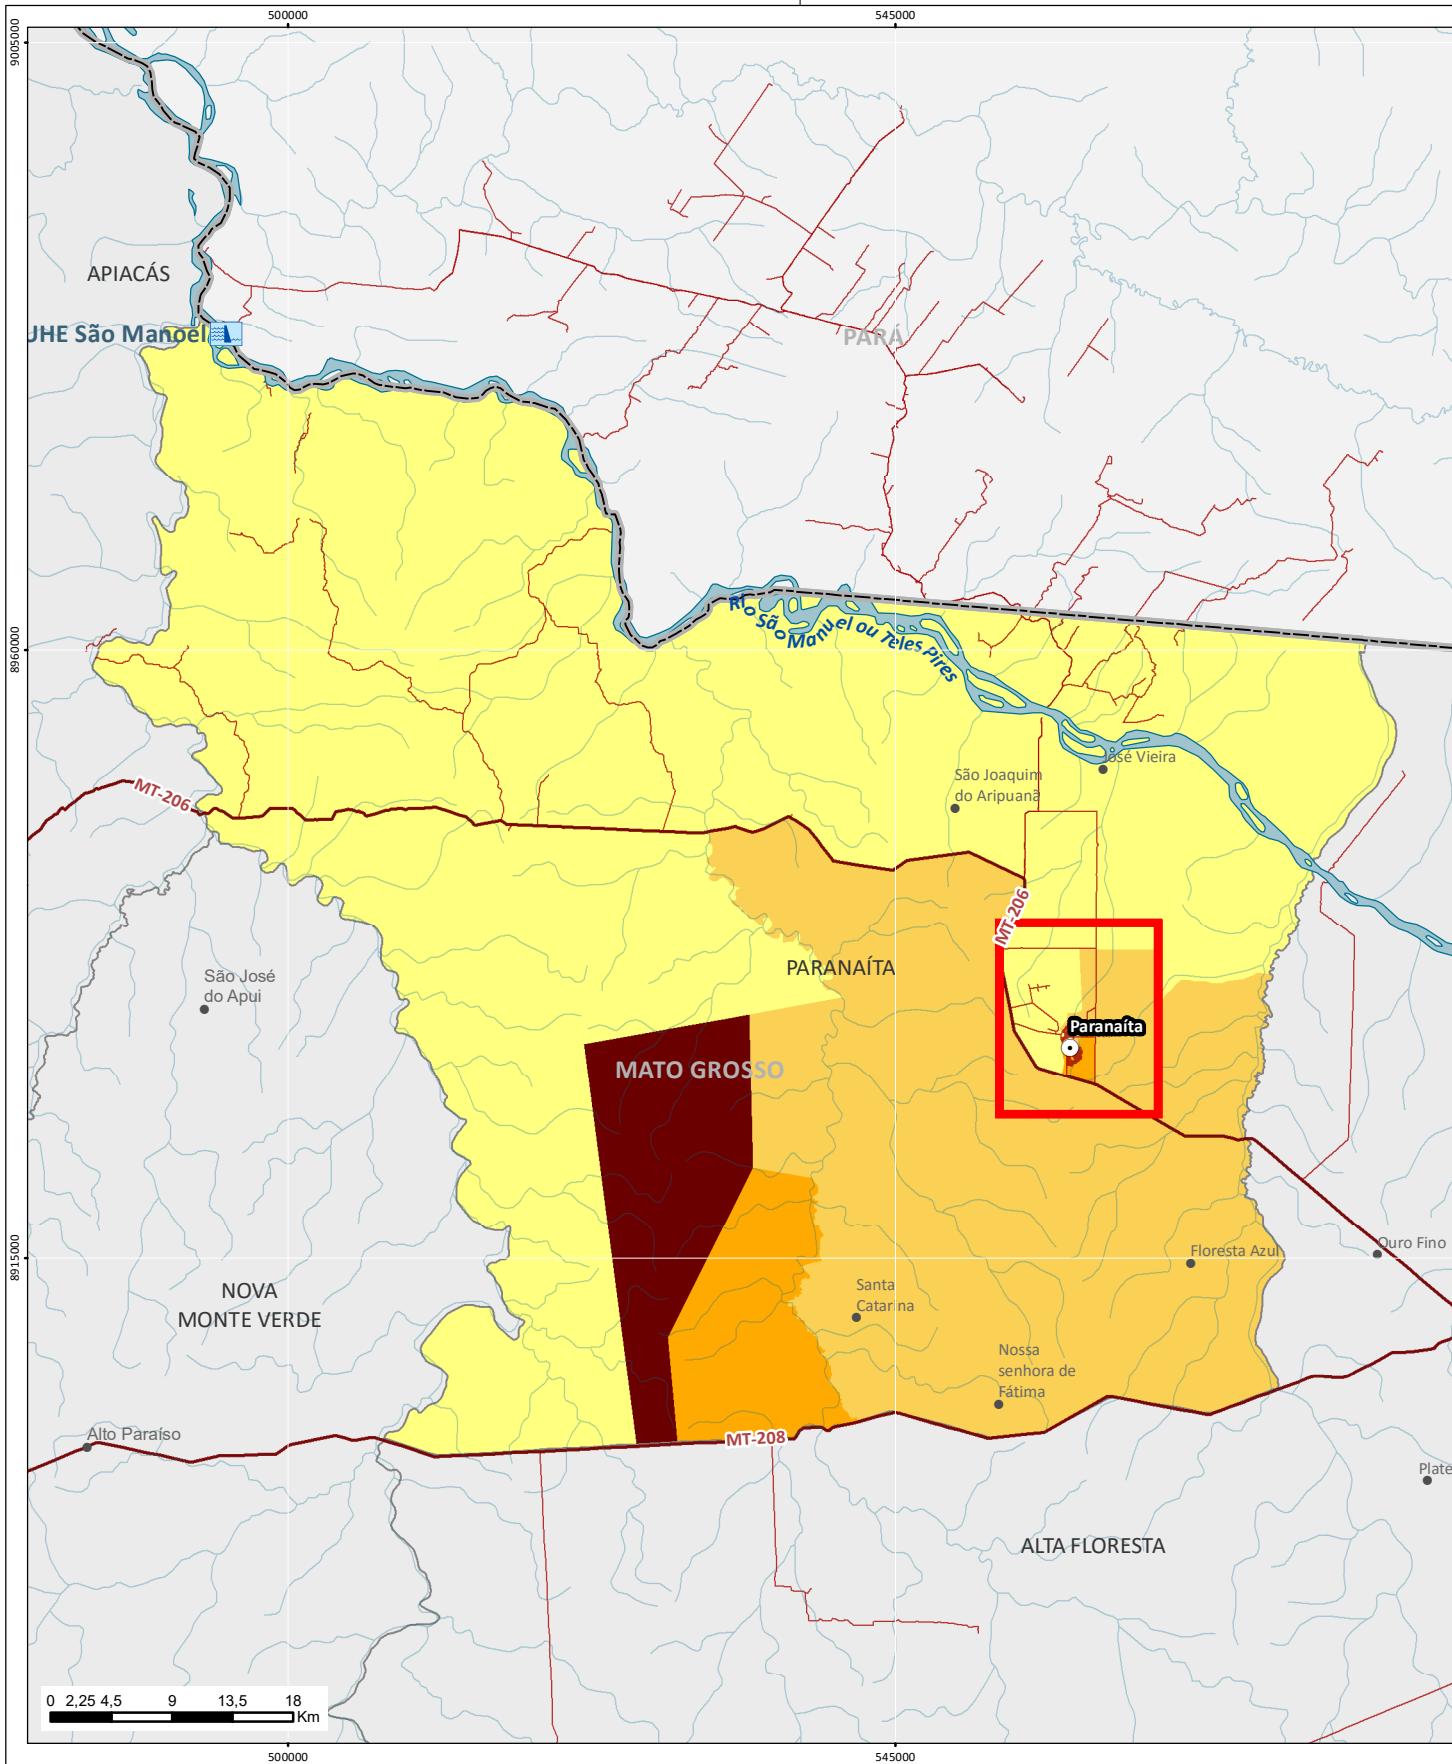 500000
545000
9005000
APIACÁS
UHE São Manoel
PARÁ
Rio São Manuel ou Teles Pires
8960000
José Vieira
São Joaquim
do Aripuanã
MT-206
MT-206
PARANAÍTA
São José
do Apui
Paranaíta
MATO GROSSO
8915000
Ouro Fino
Floresta Azul
Santa
Catarina
NOVA
MONTE VERDE
Nossa
senhora de
Fátima
Alto Paraíso
MT-208
Plate
ALTA FLORESTA
0 2,25 4,5 9 13,5 18
Km
500000
545000